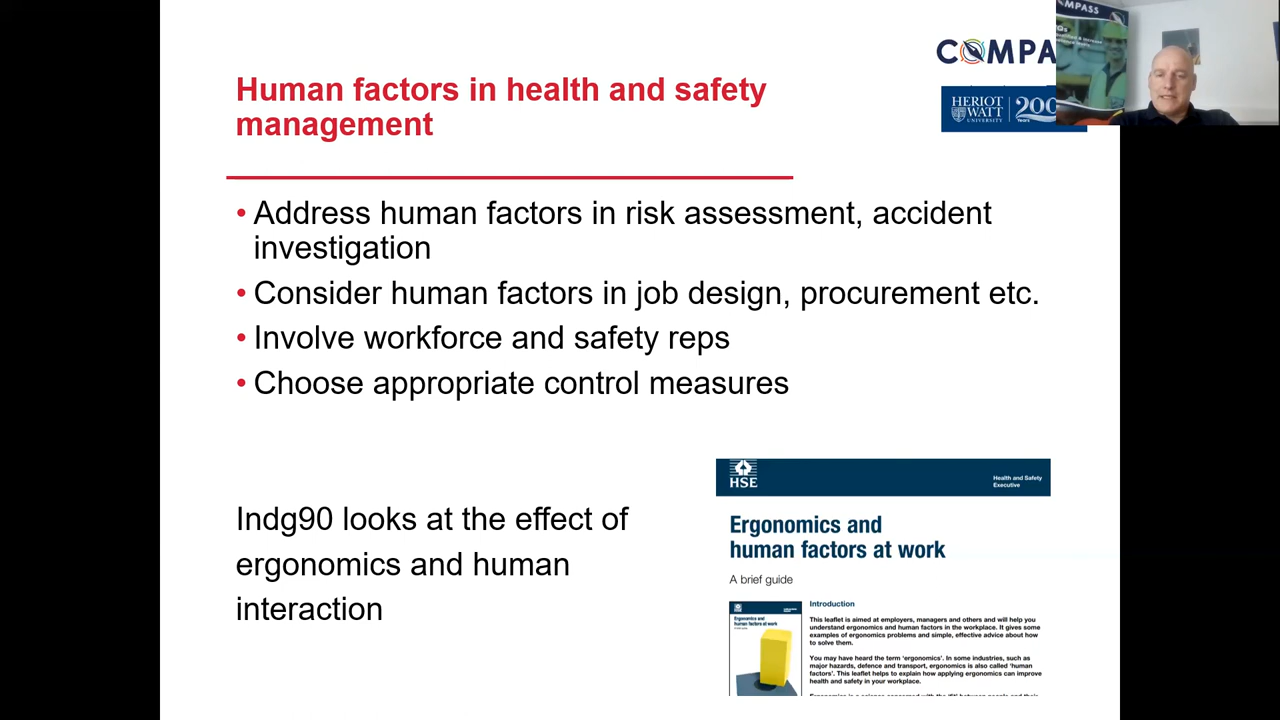 Human factors in health and safety
management
COMPA
HERIOT
WATT
UNIVERSITY
200
Years
MPASS
• Address human factors in risk assessment, accident
investigation
• Consider human factors in job design, procurement etc.
• Involve workforce and safety reps
• Choose appropriate control measures
Indg90 looks at the effect of
ergonomics and human
interaction
HSE
Health and Safety
Executive
Ergonomics and
human factors at work
A brief guide
Ergonomics and
human factors at work
Introduction
This leaflet is aimed at employers, managers and others and will help you
understand ergonomics and human factors in the workplace. It gives some
examples of ergonomics problems and simple, effective advice about how
to solve them.
You may have heard the term 'ergonomics'. In some industries, such as
major hazards, defence and transport, ergonomics is also called 'human
factors'. This leaflet helps to explain how applying ergonomics can improve
health and safety in your workplace.